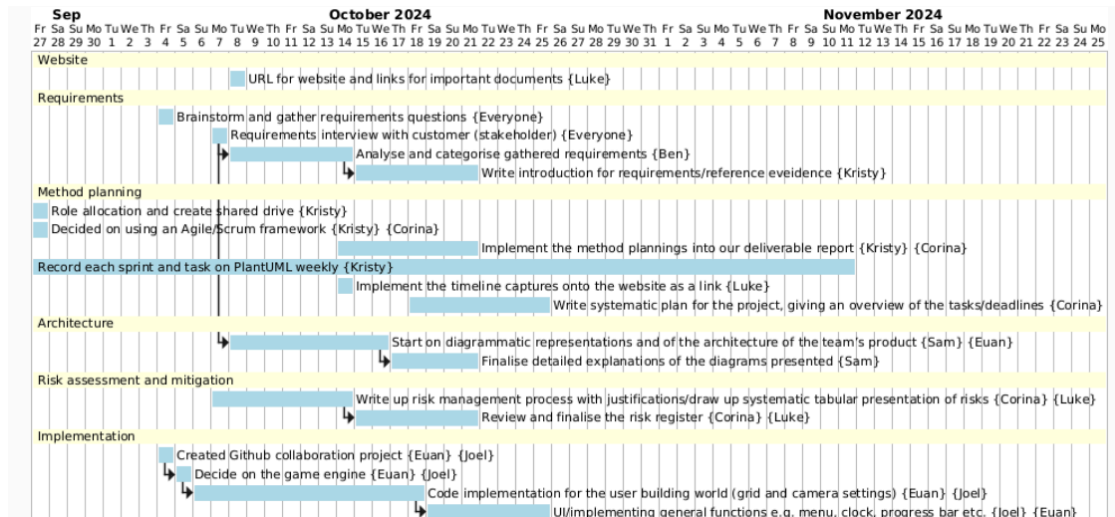 Sep October 2024 November 2024
Fr Sa Su Mo Tu We Th Fr Sa Su Mo Tu We Th Fr Sa Su Mo Tu We Th Fr Sa Su Mo Tu We Th Fr Sa Su Mo Tu We Th Fr Sa Su Mo Tu We Th Fr Sa Su Mo Tu We Th Fr Sa Su Mo Tu We Th Fr Sa Su Mo
27 28 29 30 1 2 3 4 5 6 7 8 9 10 11 12 13 14 15 16 17 18 19 20 21 22 23 24 25 26 27 28 29 30 31 1 2 3 4 5 6 7 8 9 10 11 12 13 14 15 16 17 18 19 20 21 22 23 24 25
Website
URL for website and links for important documents {Luke}
Requirements
Brainstorm and gather requirements questions {Everyone}
Requirements interview with customer (stakeholder) {Everyone}
Analyse and categorise gathered requirements {Ben}
Write introduction for requirements/reference eveidence {Kristy}
Method planning
Role allocation and create shared drive {Kristy}
Decided on using an Agile/Scrum framework {Kristy} {Corina}
Implement the method plannings into our deliverable report {Kristy} {Corina}
Record each sprint and task on PlantUML weekly {Kristy}
Implement the timeline captures onto the website as a link {Luke}
Write systematic plan for the project, giving an overview of the tasks/deadlines {Corina}
Architecture
Start on diagrammatic representations and of the architecture of the team's product {Sam} {Euan}
Finalise detailed explanations of the diagrams presented {Sam}
Risk assessment and mitigation
Write up risk management process with justifications/draw up systematic tabular presentation of risks {Corina} {Luke}
Review and finalise the risk register {Corina} {Luke}
Implementation
Created Github collaboration project {Euan} {Joel}
Decide on the game engine {Euan} {Joel}
Code implementation for the user building world (grid and camera settings) {Euan} {Joel}
UI/implementing general functions e.g. menu, clock, progress bar etc. {Joel} {Euan}